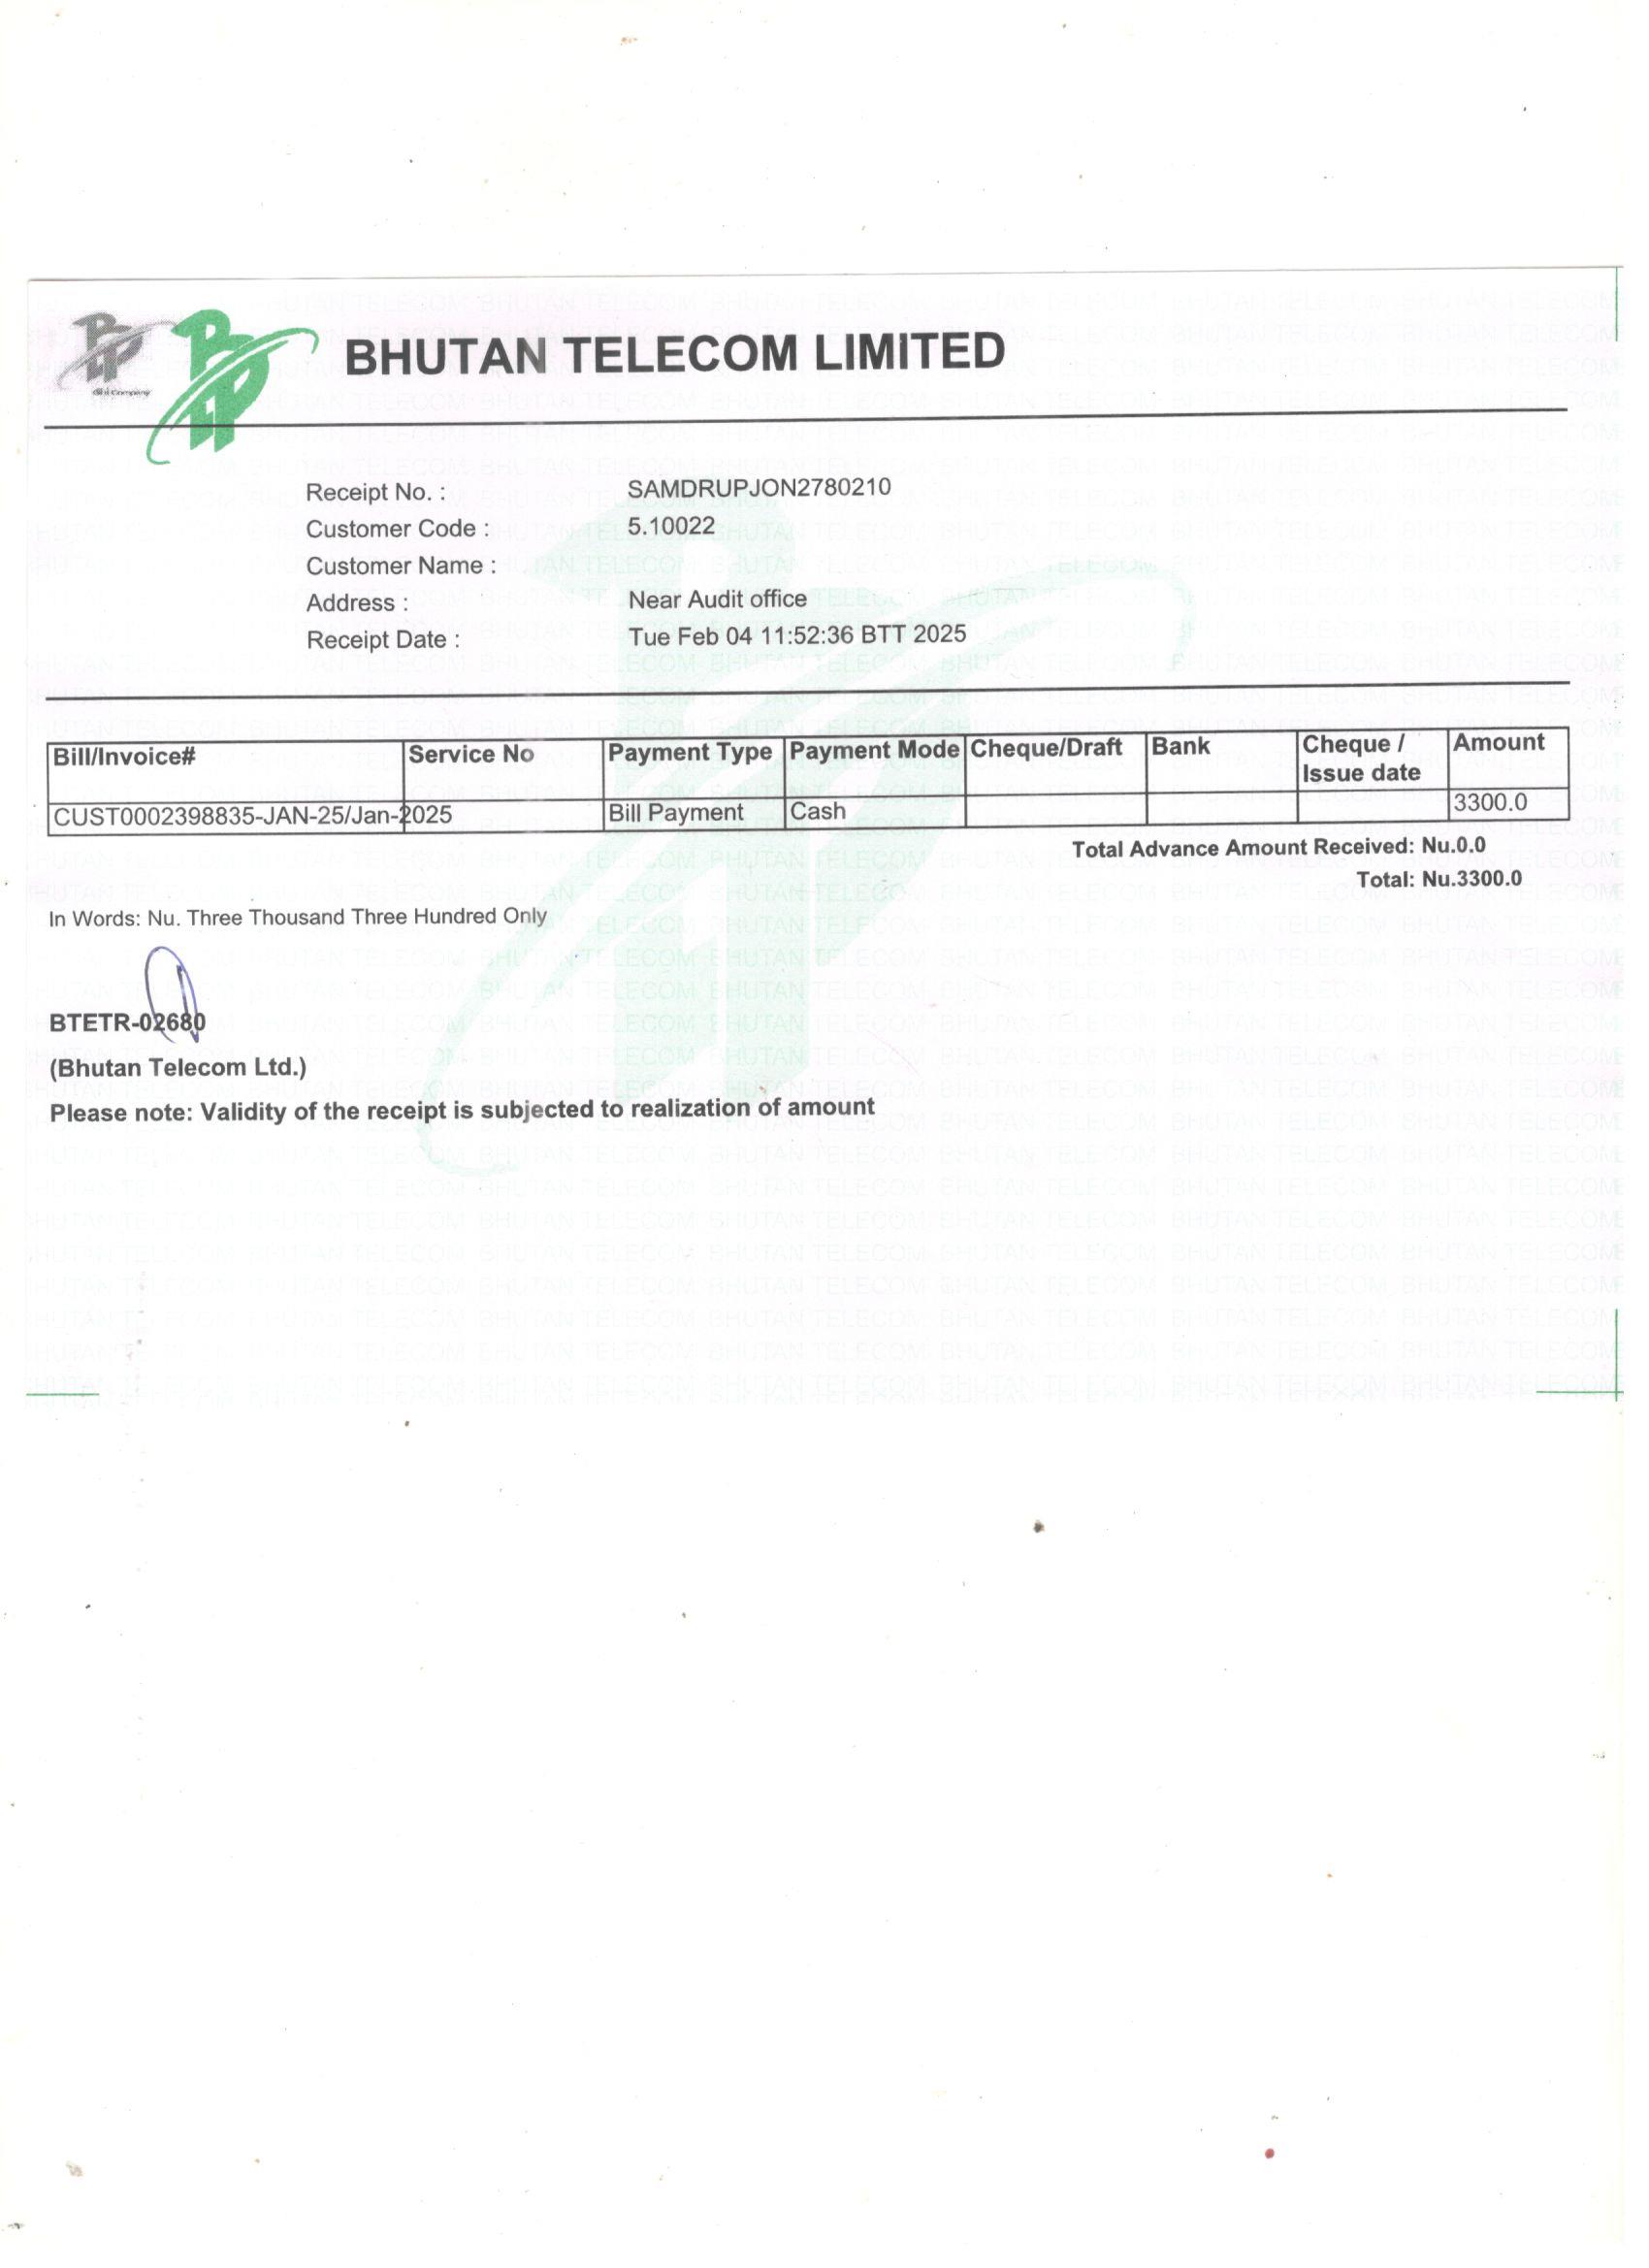 BHUTAN TELECOM LIMITED
Receipt No. : SAMDRUPJON2780210
Customer Code : 5.10022
Customer Name :
Address : Near Audit office
Receipt Date : Tue Feb 04 11:52:36 BTT 2025
Bill/Invoice# Service No Payment Type Payment Mode Cheque/Draft Bank Cheque / Issue date Amount
CUST0002398835-JAN-25/Jan-2025 Bill Payment Cash 3300.0
Total Advance Amount Received: Nu.0.0
Total: Nu.3300.0
In Words: Nu. Three Thousand Three Hundred Only
BTETR-02680
(Bhutan Telecom Ltd.)
Please note: Validity of the receipt is subjected to realization of amount